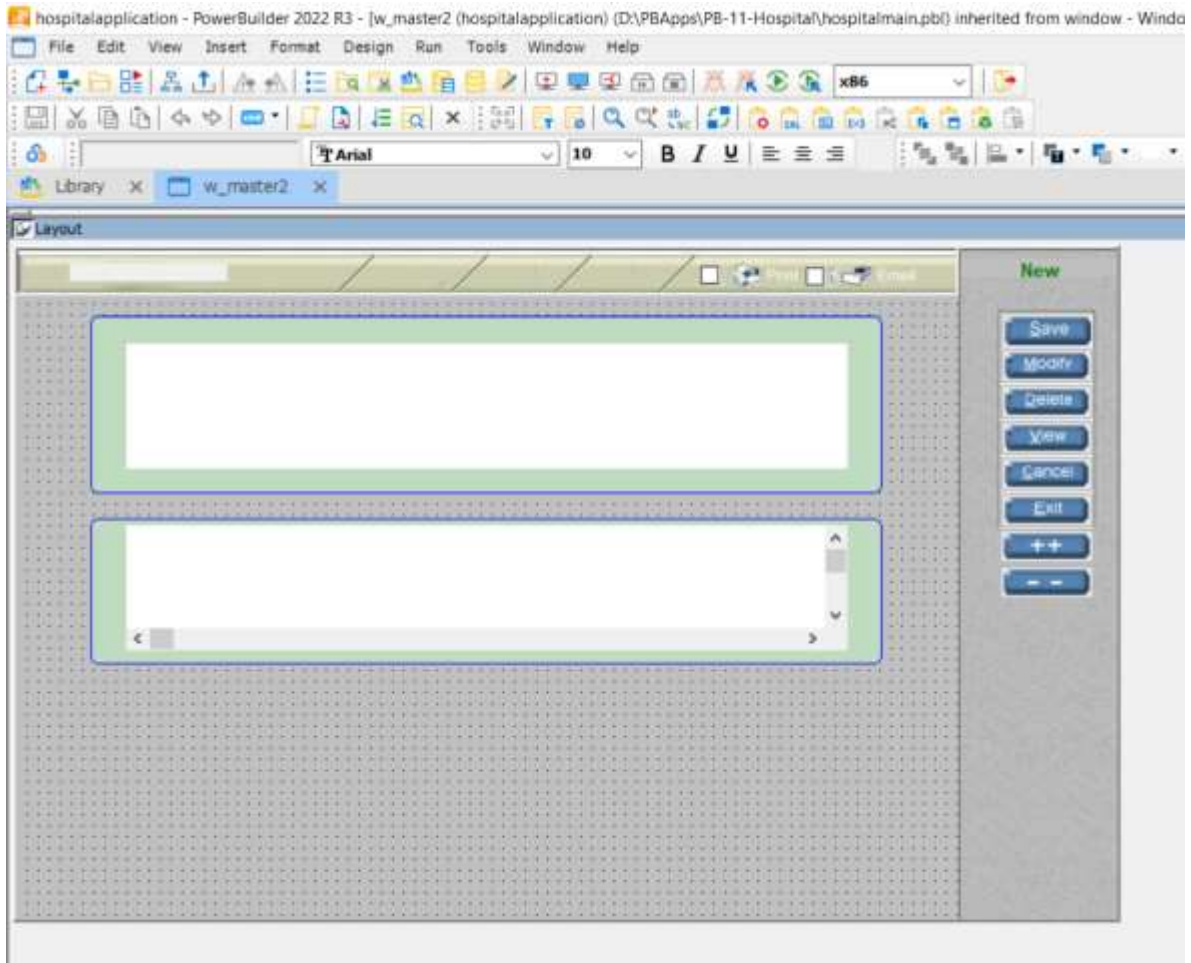 hospitalapplication - PowerBuilder 2022 R3 - [w_master2 (hospitalapplication) (D:\PBApps\PB-11-Hospital\hospitalmain.pbl) inherited from window - Windo
File Edit View Insert Format Design Run Tools Window Help
x86
Arial 10 B I U
Library w_master2
Layout
Print Email
New
Save
Modify
Delete
View
Cancel
Exit
++
- -